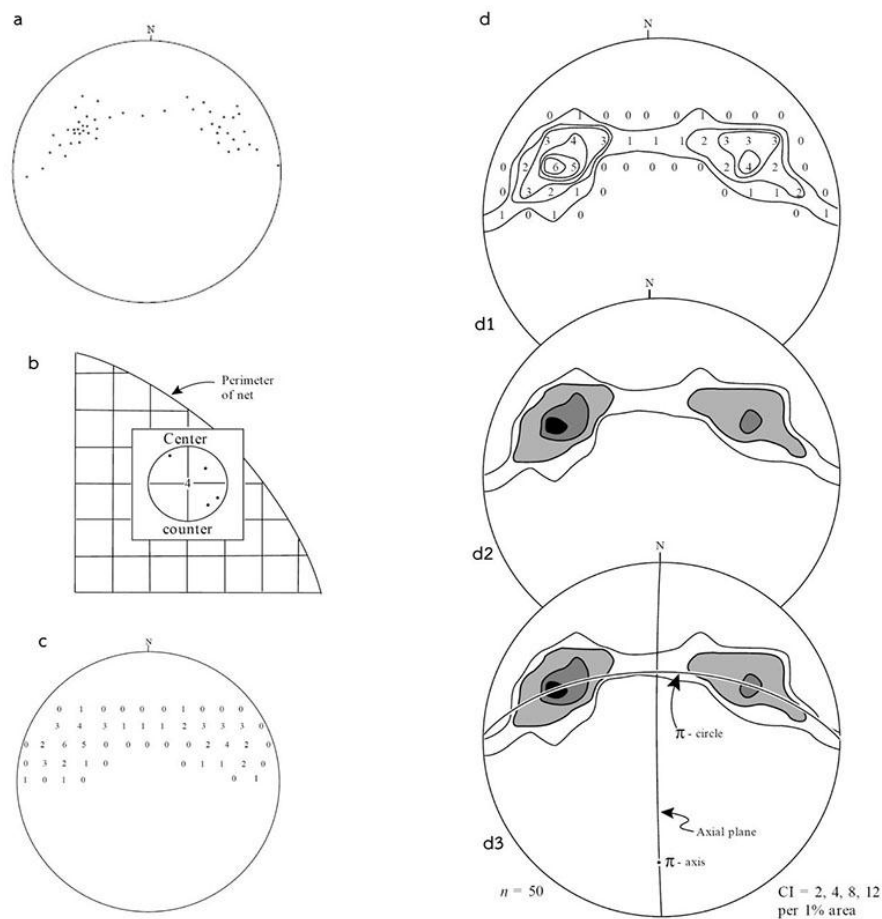 a
N
b
Perimeter
of net
Center
4
counter
c
N
0 1 0 0 0 0 1 0 0 0
3 4 3 1 1 1 2 3 3 3
0 2 6 5 0 0 0 0 0 2 4 2 0
0 3 2 1 0 0 1 1 2 0
1 0 1 0 0 1
d
N
0 1 0 0 0 0 1 0 0 0
3 4 3 1 1 1 2 3 3 3 0
0 2 6 5 0 0 0 0 0 2 4 2 0
3 2 1 0 0 1 1 2 0
1 0 1 0 0 1
d1
N
d2
N
π - circle
Axial plane
d3
π - axis
n = 50
CI = 2, 4, 8, 12
per 1% area